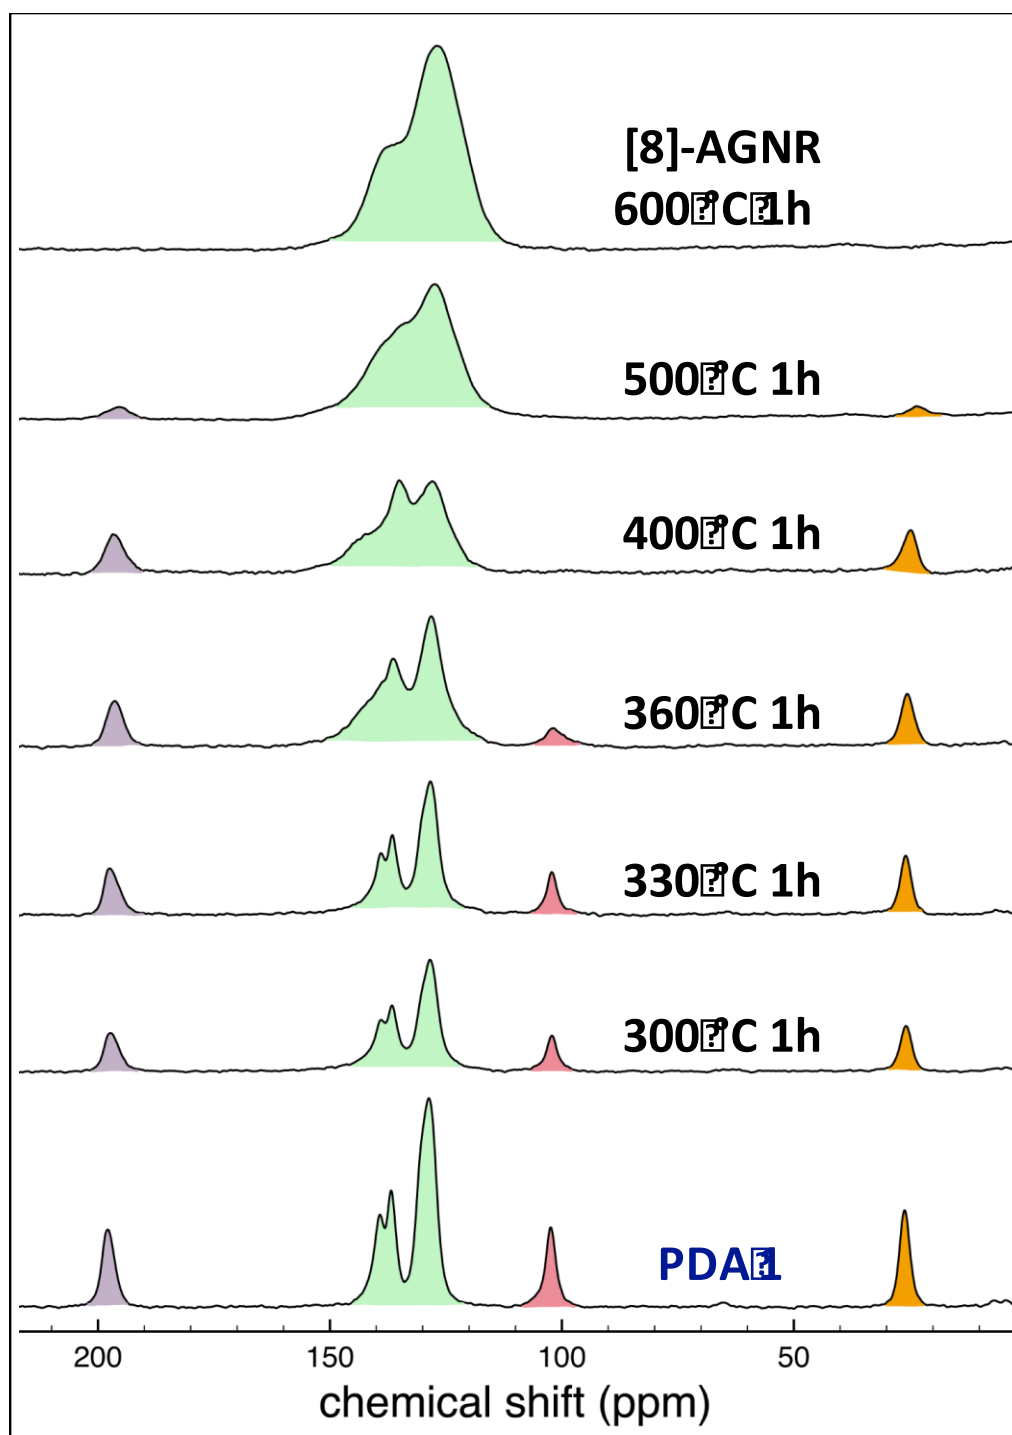 [8]-AGNR
600 °C 1h
500 °C 1h
400 °C 1h
360 °C 1h
330 °C 1h
300 °C 1h
PDA 1
200 150 100 50
chemical shift (ppm)